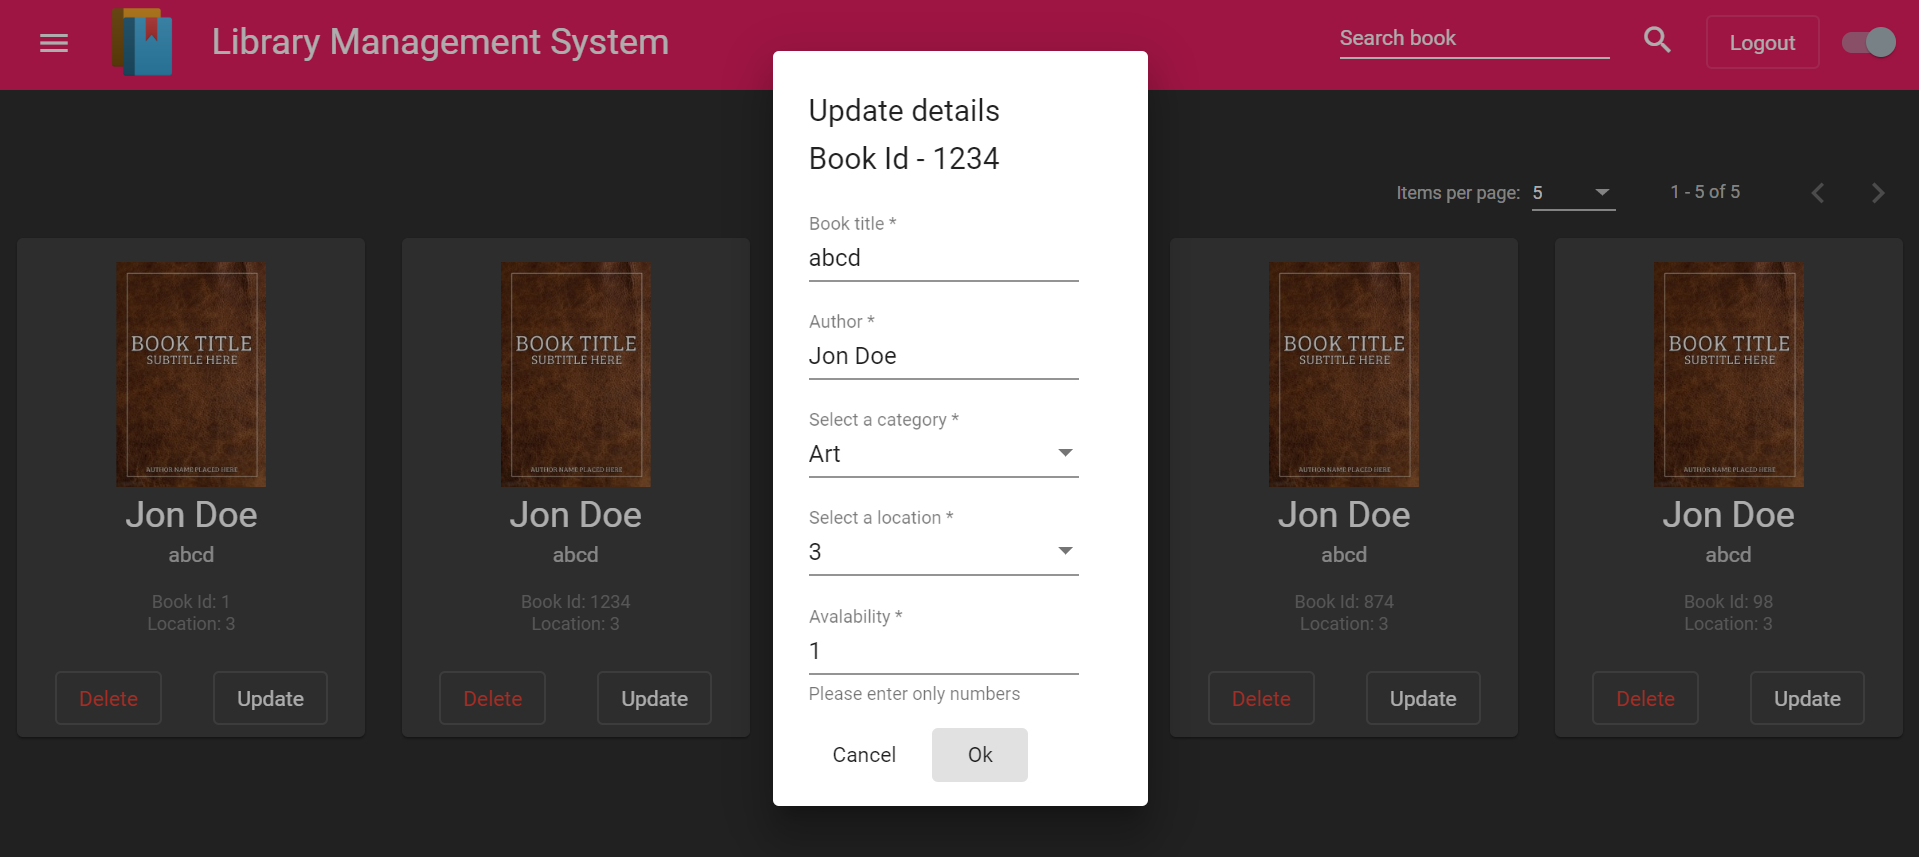 Library Management System
Search book
Logout
Items per page: 5
1 - 5 of 5
Update details
Book Id - 1234
Book title *
abcd
Author *
Jon Doe
Select a category *
Art
Select a location *
3
Avalability *
1
Please enter only numbers
Cancel Ok
BOOK TITLE
SUBTITLE HERE
AUTHOR NAME PLACED HERE
Jon Doe
abcd
Book Id: 1
Location: 3
Delete Update
BOOK TITLE
SUBTITLE HERE
AUTHOR NAME PLACED HERE
Jon Doe
abcd
Book Id: 1234
Location: 3
Delete Update
BOOK TITLE
SUBTITLE HERE
AUTHOR NAME PLACED HERE
Jon Doe
abcd
Book Id: 874
Location: 3
Delete Update
BOOK TITLE
SUBTITLE HERE
AUTHOR NAME PLACED HERE
Jon Doe
abcd
Book Id: 98
Location: 3
Delete Update